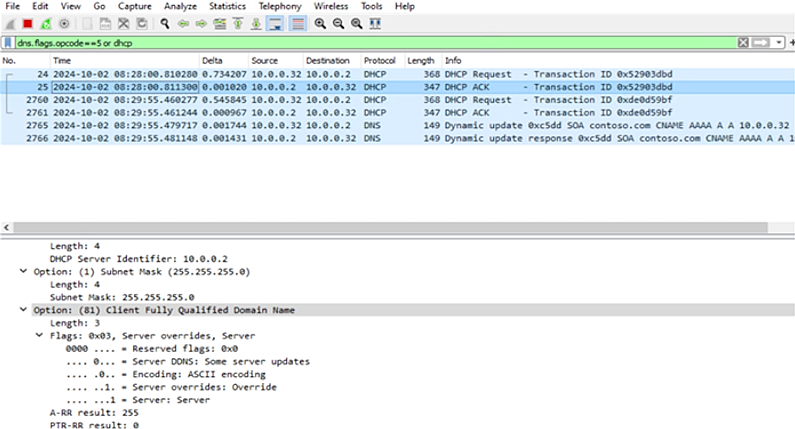 File Edit View Go Capture Analyze Statistics Telephony Wireless Tools Help
dns.flags.opcode==5 or dhcp
No. Time Delta Source Destination Protocol Length Info
24 2024-10-02 08:28:00.810280 0.734207 10.0.0.32 10.0.0.2 DHCP 368 DHCP Request - Transaction ID 0x52903dbd
25 2024-10-02 08:28:00.811300 0.001020 10.0.0.2 10.0.0.32 DHCP 347 DHCP ACK - Transaction ID 0x52903dbd
2760 2024-10-02 08:29:55.460277 0.545845 10.0.0.32 10.0.0.2 DHCP 368 DHCP Request - Transaction ID 0xde0d59bf
2761 2024-10-02 08:29:55.461244 0.000967 10.0.0.2 10.0.0.32 DHCP 347 DHCP ACK - Transaction ID 0xde0d59bf
2765 2024-10-02 08:29:55.479717 0.001744 10.0.0.32 10.0.0.2 DNS 149 Dynamic update 0xc5dd SOA contoso.com CNAME AAAA A A 10.0.0.32
2766 2024-10-02 08:29:55.481148 0.001431 10.0.0.2 10.0.0.32 DNS 149 Dynamic update response 0xc5dd SOA contoso.com CNAME AAAA A A 1
Length: 4
DHCP Server Identifier: 10.0.0.2
Option: (1) Subnet Mask (255.255.255.0)
Length: 4
Subnet Mask: 255.255.255.0
Option: (81) Client Fully Qualified Domain Name
Length: 3
Flags: 0x03, Server overrides, Server
0000 .... = Reserved flags: 0x0
.... 0... = Server DDNS: Some server updates
.... .0.. = Encoding: ASCII encoding
.... ..1. = Server overrides: Override
.... ...1 = Server: Server
A-RR result: 255
PTR-RR result: 0